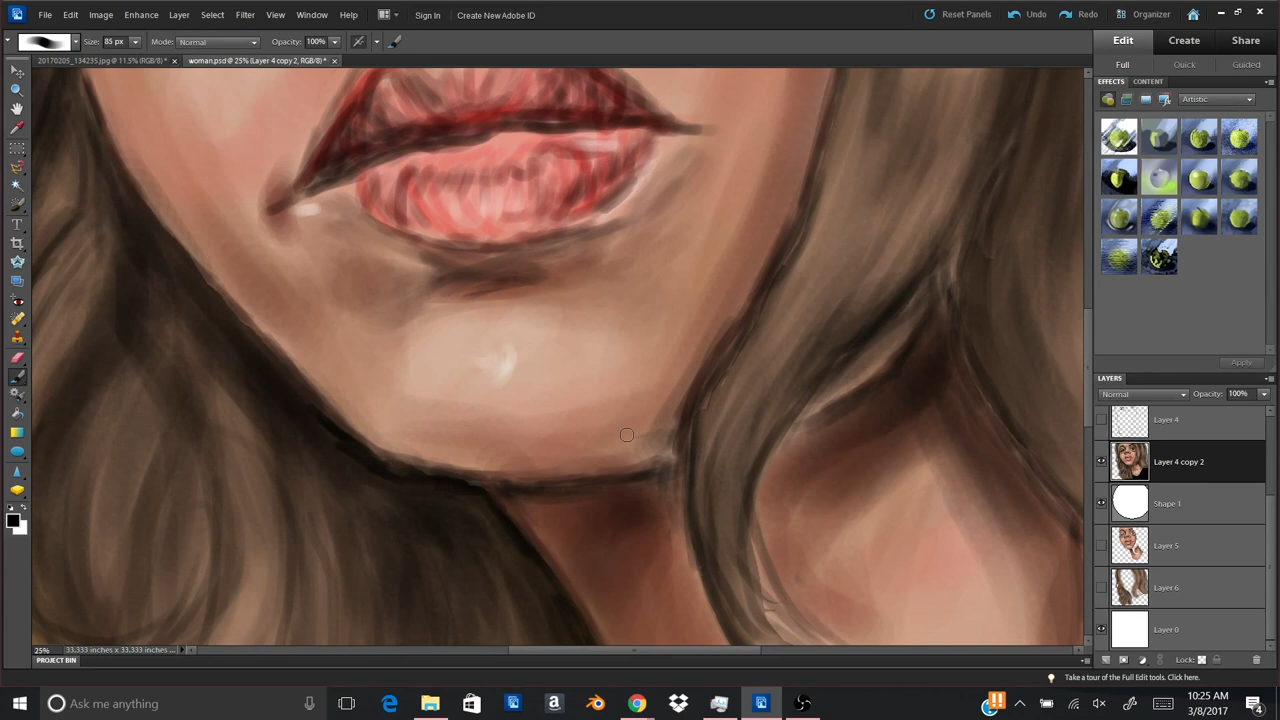 File Edit Image Enhance Layer Select Filter View Window Help Sign In Create New Adobe ID Reset Panels Undo Redo Organizer
Size: 85 px Mode: Normal Opacity: 100% Edit Create Share
20170205_134235.jpg @ 11.5% (RGB/8) * woman.psd @ 25% (Layer 4 copy 2, RGB/8) * Full Quick Guided
EFFECTS CONTENT
Artistic
Apply
LAYERS
Normal Opacity: 100%
Layer 4
Layer 4 copy 2
Shape 1
Layer 5
Layer 6
Layer 0
25% 33.333 inches x 33.333 inches ...
PROJECT BIN Lock:
Take a tour of the Full Edit tools. Click here.
Ask me anything
10:25 AM
3/8/2017
4